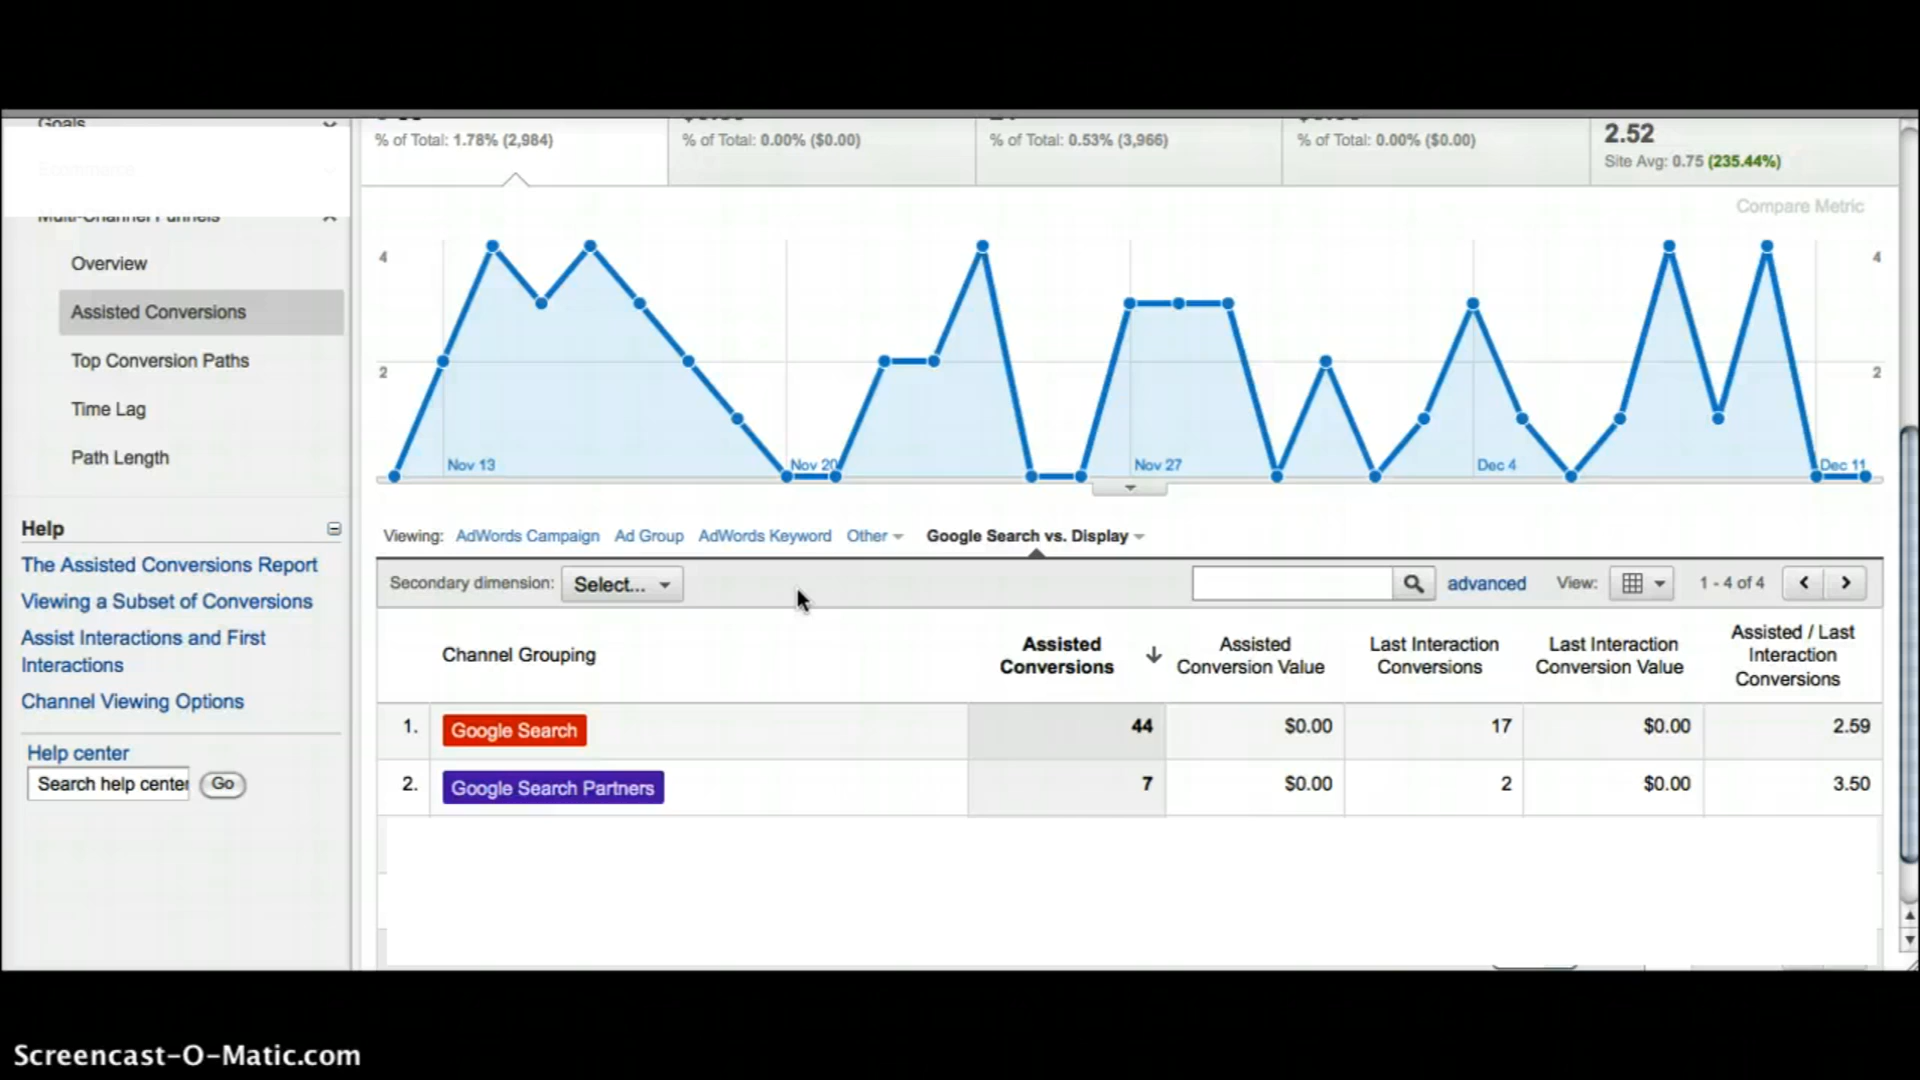 Goals
% of Total: 1.78% (2,984)
% of Total: 0.00% ($0.00)
% of Total: 0.53% (3,966)
% of Total: 0.00% ($0.00)
2.52
Site Avg: 0.75 (235.44%)
Ecommerce
Compare Metric
Multi-Channel Funnels
Overview
Assisted Conversions
Top Conversion Paths
Time Lag
Path Length
4
4
2
2
Nov 13
Nov 20
Nov 27
Dec 4
Dec 11
Help
The Assisted Conversions Report
Viewing a Subset of Conversions
Assist Interactions and First
Interactions
Channel Viewing Options
Help center
Search help center
Go
Viewing: AdWords Campaign Ad Group AdWords Keyword Other Google Search vs. Display
Secondary dimension: Select... advanced View: 1 - 4 of 4
Channel Grouping
Assisted
Conversions
Assisted
Conversion Value
Last Interaction
Conversions
Last Interaction
Conversion Value
Assisted / Last
Interaction
Conversions
1. Google Search 44 $0.00 17 $0.00 2.59
2. Google Search Partners 7 $0.00 2 $0.00 3.50
Screencast-O-Matic.com